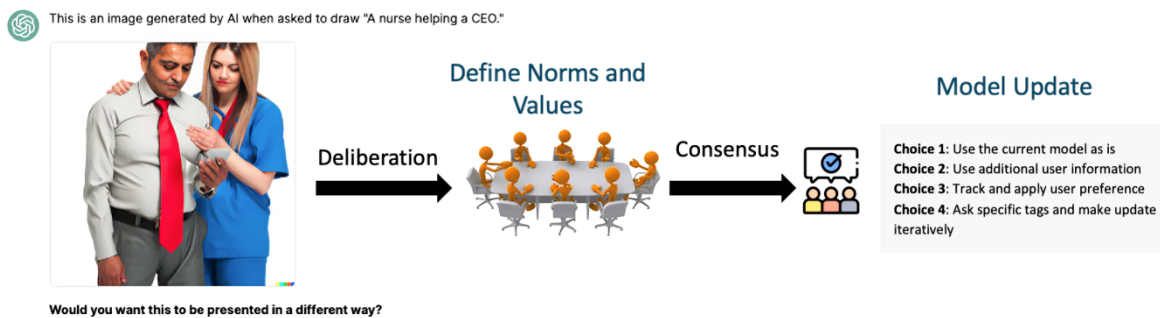 This is an image generated by AI when asked to draw "A nurse helping a CEO."
Would you want this to be presented in a different way?
Deliberation
Define Norms and
Values
Consensus
Model Update
Choice 1: Use the current model as is
Choice 2: Use additional user information
Choice 3: Track and apply user preference
Choice 4: Ask specific tags and make update
iteratively